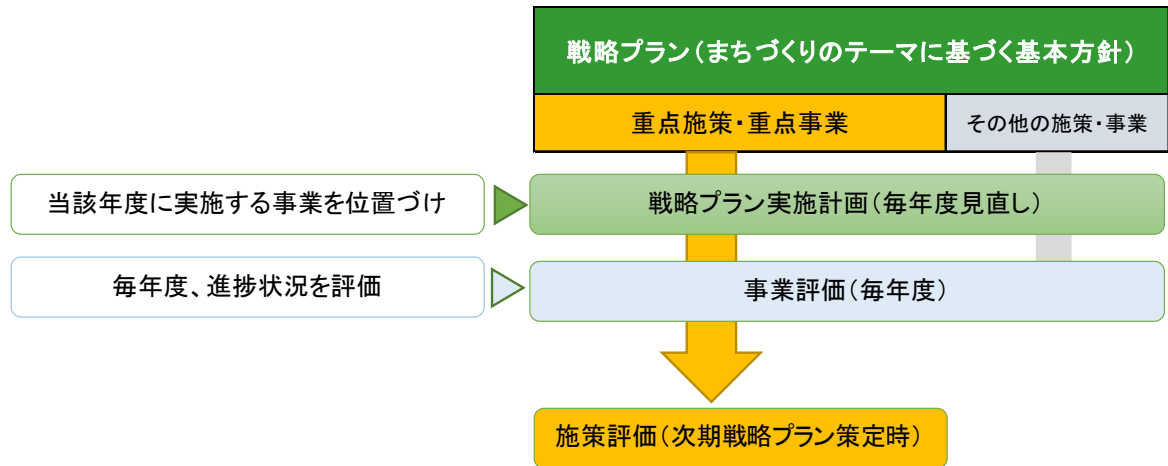 戦略プラン（まちづくりのテーマに基づく基本方針）
重点施策・重点事業
その他の施策・事業
当該年度に実施する事業を位置づけ
戦略プラン実施計画（毎年度見直し）
毎年度、進捗状況を評価
事業評価（毎年度）
施策評価（次期戦略プラン策定時）